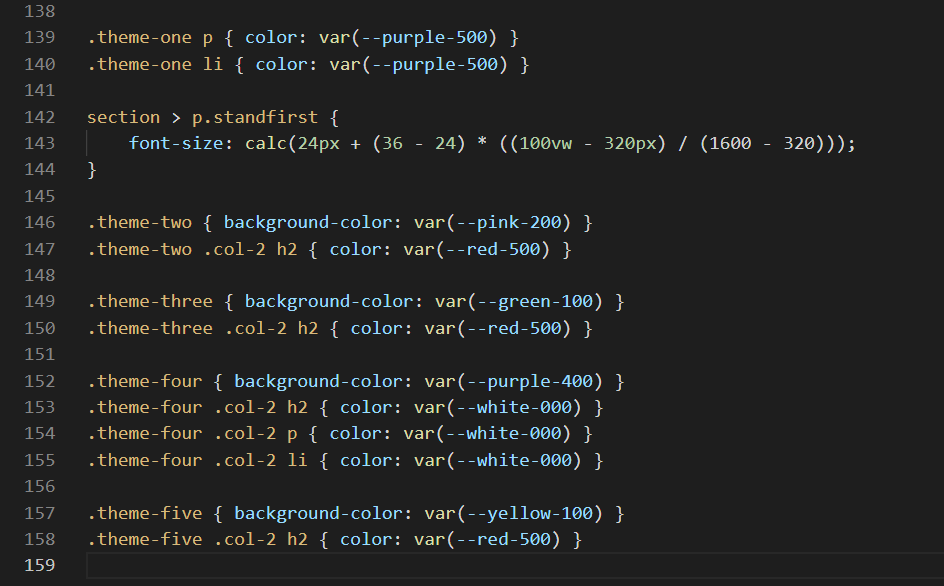 138
139 .theme-one p { color: var(--purple-500) }
140 .theme-one li { color: var(--purple-500) }
141
142 section > p.standfirst {
143     font-size: calc(24px + (36 - 24) * ((100vw - 320px) / (1600 - 320)));
144 }
145
146 .theme-two { background-color: var(--pink-200) }
147 .theme-two .col-2 h2 { color: var(--red-500) }
148
149 .theme-three { background-color: var(--green-100) }
150 .theme-three .col-2 h2 { color: var(--red-500) }
151
152 .theme-four { background-color: var(--purple-400) }
153 .theme-four .col-2 h2 { color: var(--white-000) }
154 .theme-four .col-2 p { color: var(--white-000) }
155 .theme-four .col-2 li { color: var(--white-000) }
156
157 .theme-five { background-color: var(--yellow-100) }
158 .theme-five .col-2 h2 { color: var(--red-500) }
159